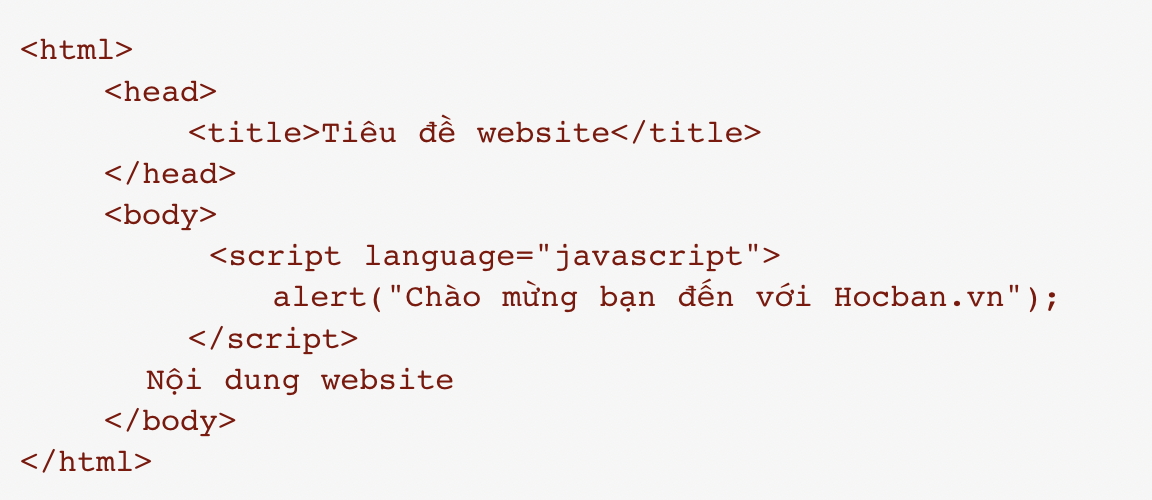 <html>
<head>
<title>Tiêu đề website</title>
</head>
<body>
<script language="javascript">
alert("Chào mừng bạn đến với Hocban.vn");
</script>
Nội dung website
</body>
</html>